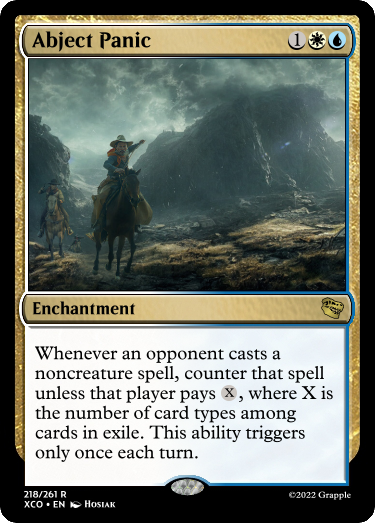 Abject Panic 1
Enchantment
Whenever an opponent casts a
noncreature spell, counter that spell
unless that player pays X, where X is
the number of card types among
cards in exile. This ability triggers
only once each turn.
218/261 R
XCO • EN Hosiak
©2022 Grapple